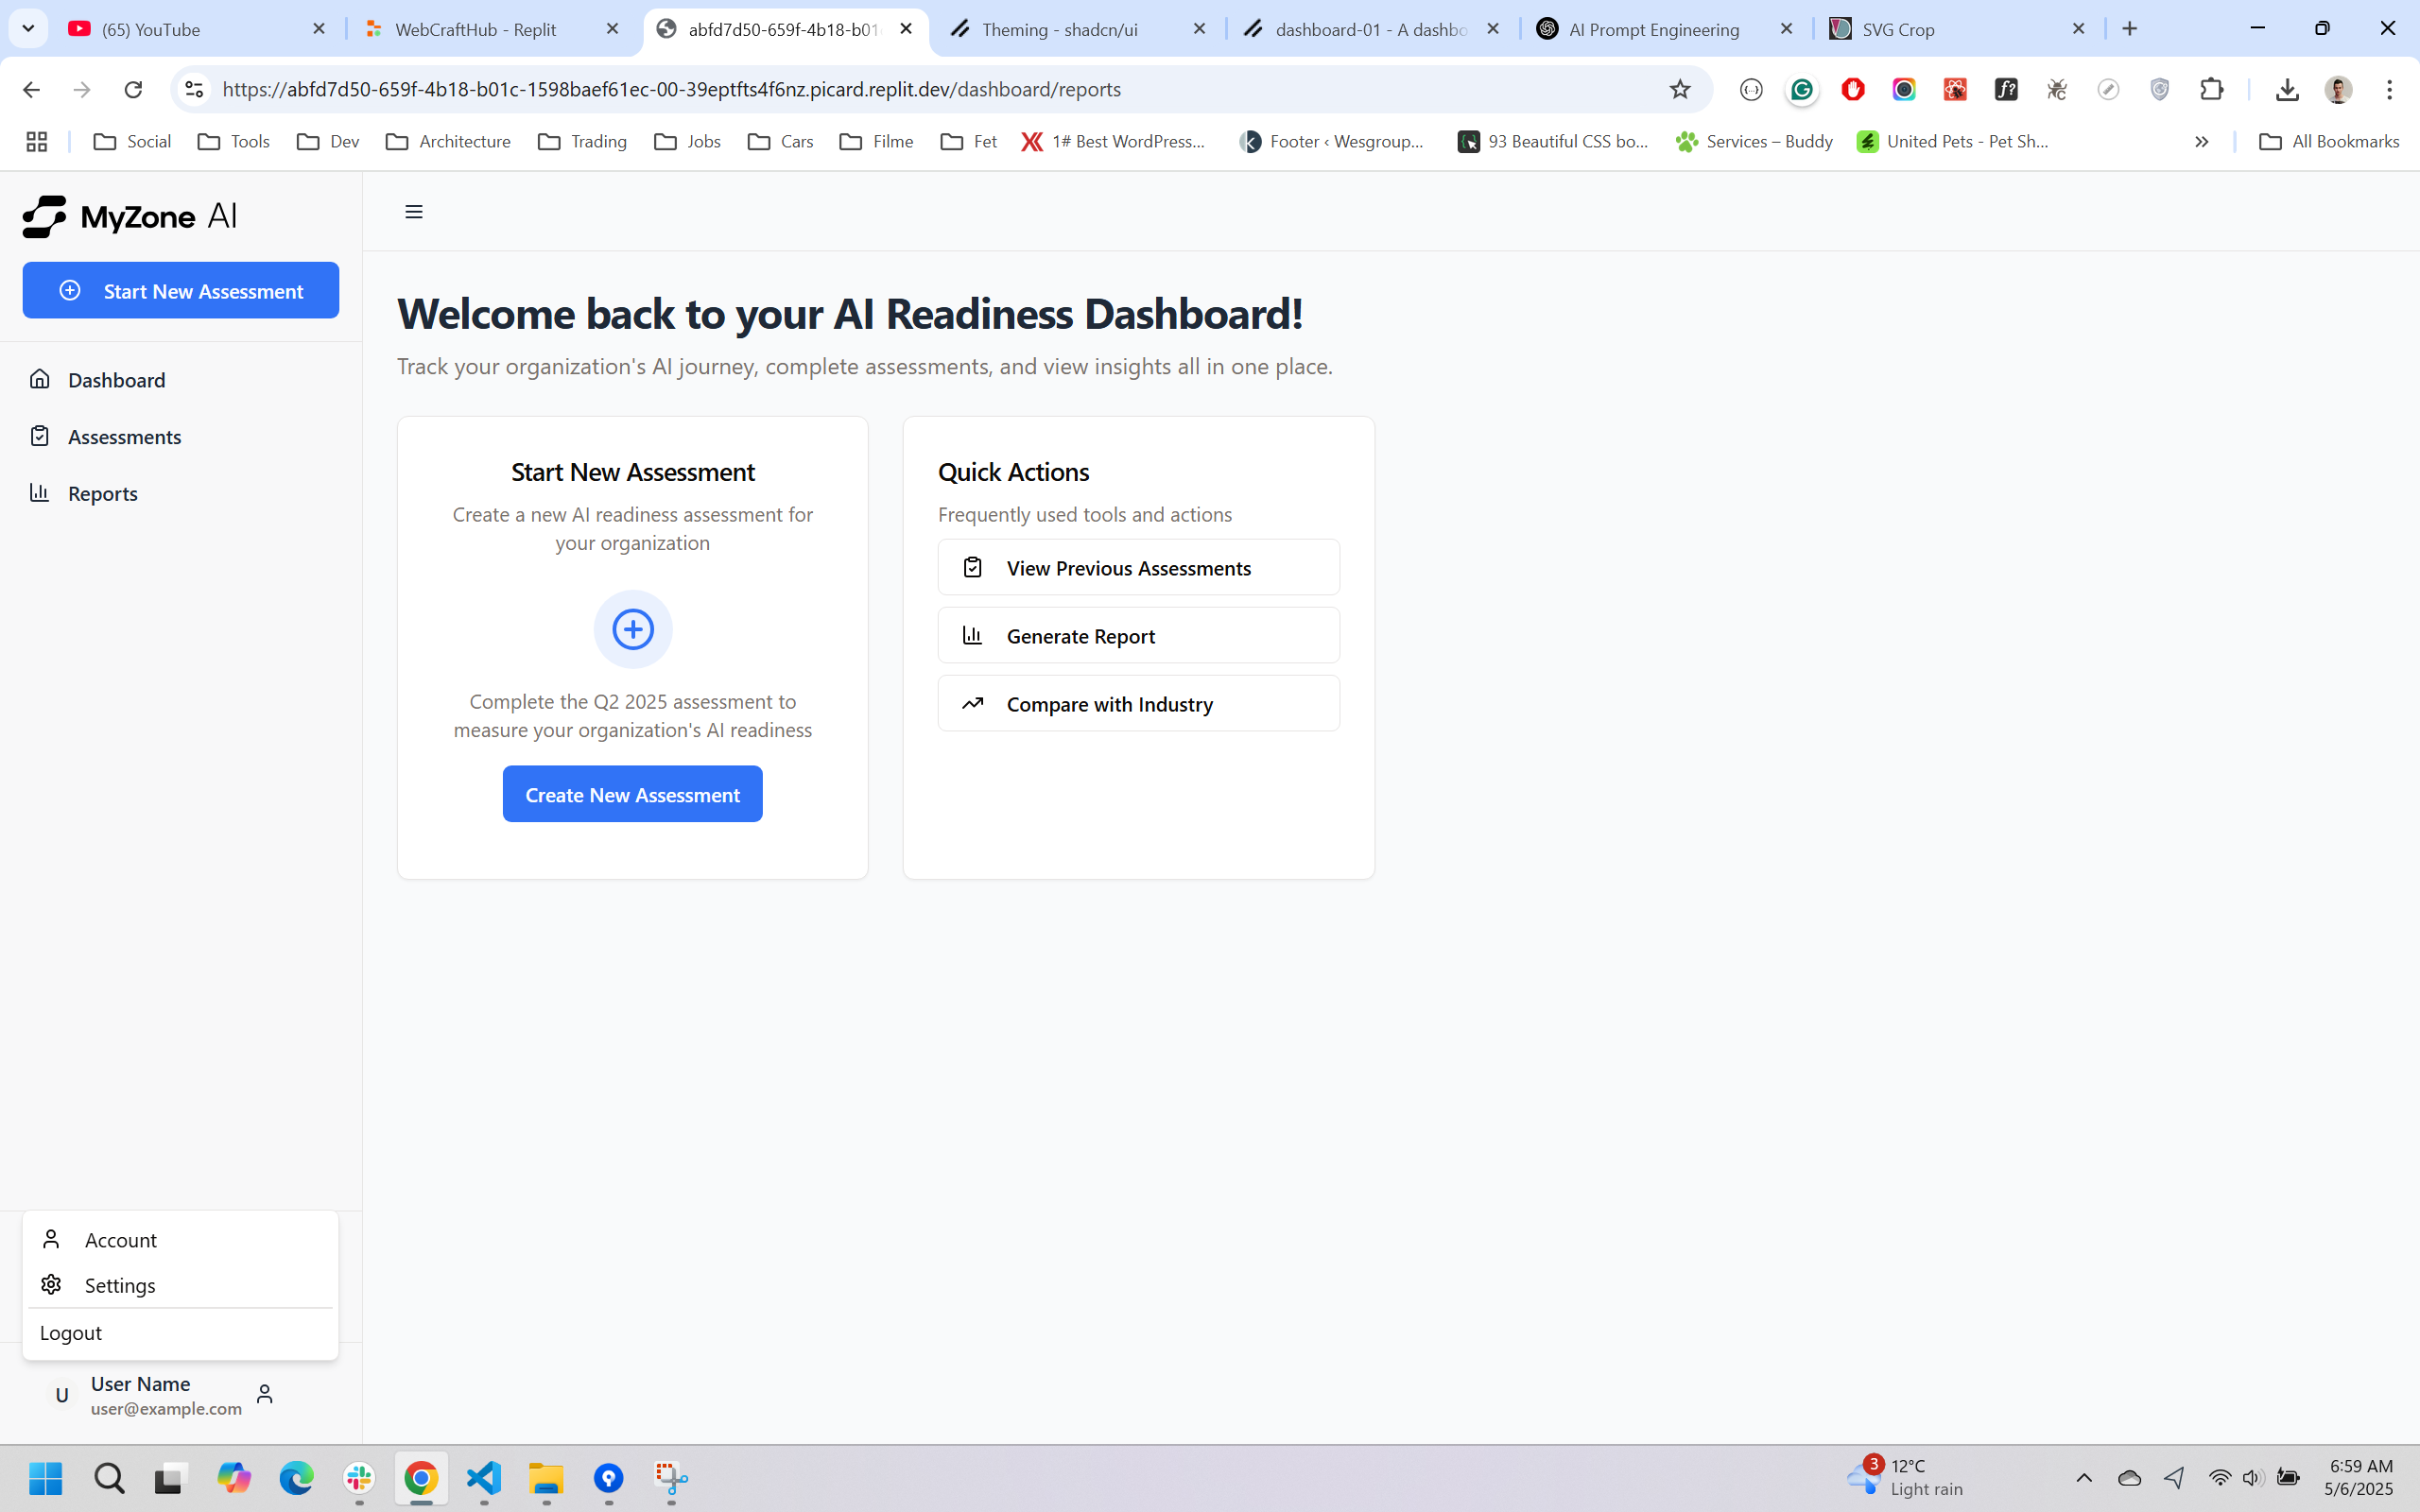 (65) YouTube
WebCraftHub - Replit
abfd7d50-659f-4b18-b01
Theming - shadcn/ui
dashboard-01 - A dashbo
AI Prompt Engineering
SVG Crop
https://abfd7d50-659f-4b18-b01c-1598baef61ec-00-39eptfts4f6nz.picard.replit.dev/dashboard/reports
Social
Tools
Dev
Architecture
Trading
Jobs
Cars
Filme
Fet
1# Best WordPress...
Footer ‹ Wesgroup...
93 Beautiful CSS bo...
Services – Buddy
United Pets - Pet Sh...
All Bookmarks
MyZone AI
Start New Assessment
Dashboard
Assessments
Reports
Welcome back to your AI Readiness Dashboard!
Track your organization's AI journey, complete assessments, and view insights all in one place.
Start New Assessment
Create a new AI readiness assessment for
your organization
Complete the Q2 2025 assessment to
measure your organization's AI readiness
Create New Assessment
Quick Actions
Frequently used tools and actions
View Previous Assessments
Generate Report
Compare with Industry
Account
Settings
Logout
U
User Name
user@example.com
3
12°C
Light rain
6:59 AM
5/6/2025